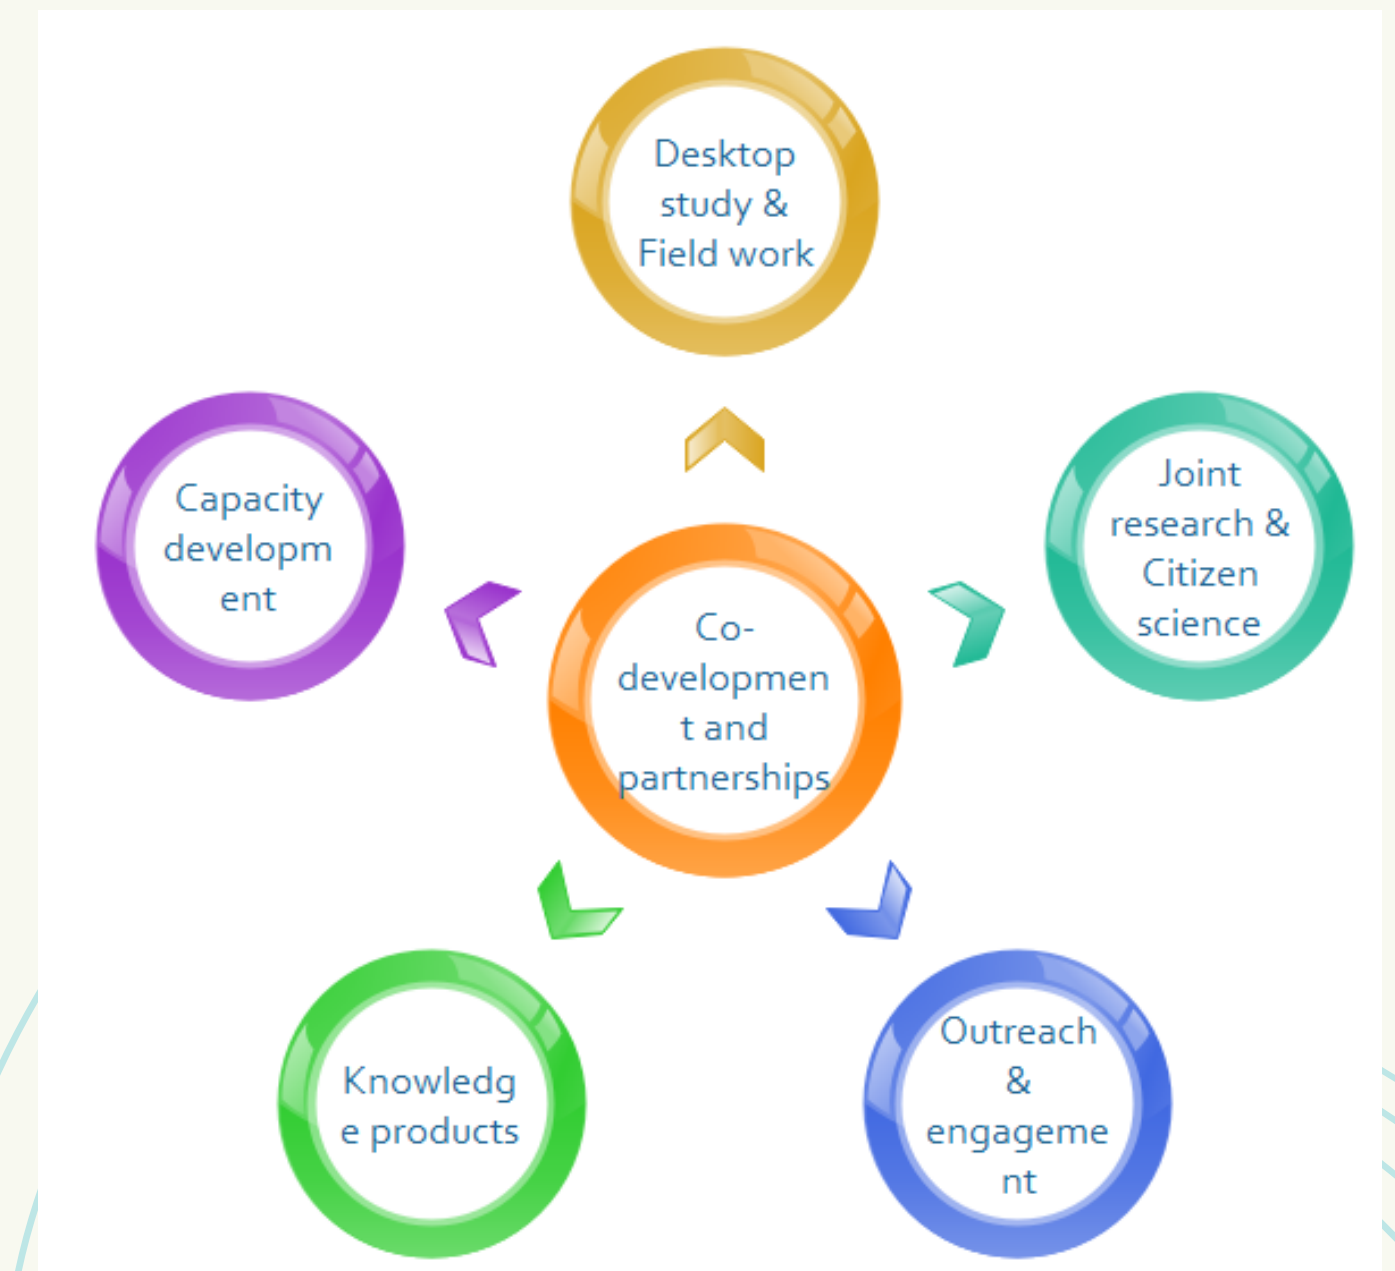 Desktop
study &
Field work
Joint
research &
Citizen
science
Outreach
&
engageme
nt
Knowledg
e products
Capacity
developm
ent
Co-
developmen
t and
partnerships